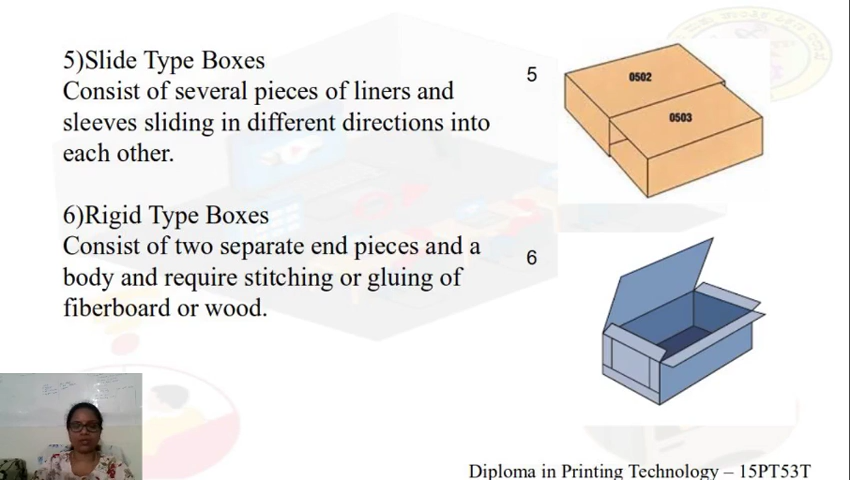 5)Slide Type Boxes
Consist of several pieces of liners and
sleeves sliding in different directions into
each other.
5
0502
0503
6)Rigid Type Boxes
Consist of two separate end pieces and a
body and require stitching or gluing of
fiberboard or wood.
6
Diploma in Printing Technology – 15PT53T